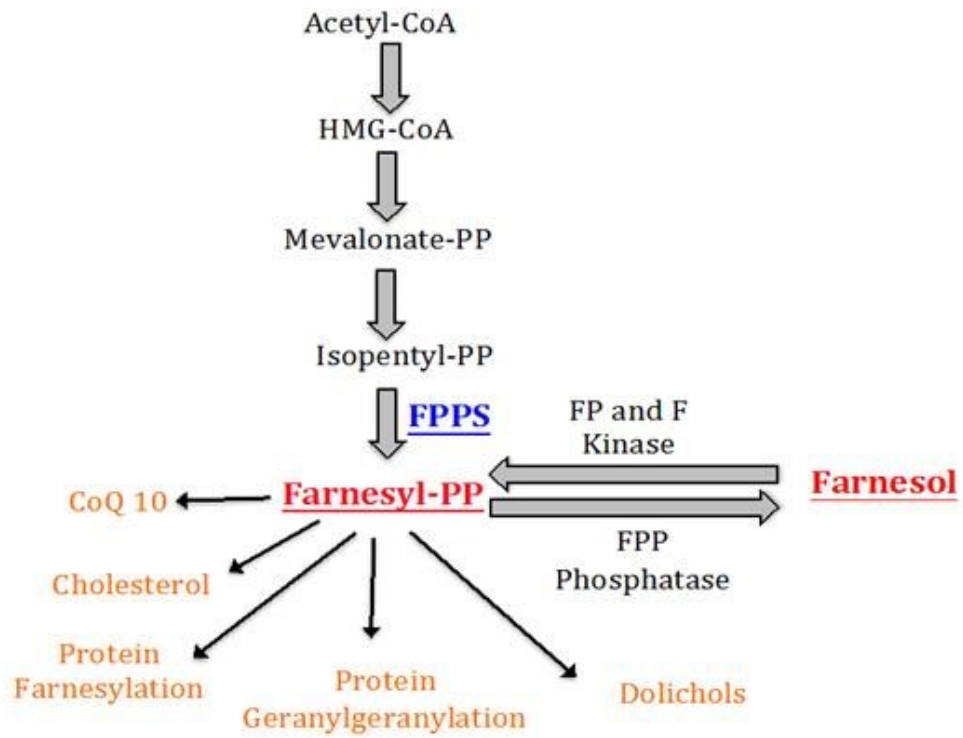 Acetyl-CoA
HMG-CoA
Mevalonate-PP
Isopentyl-PP
FPPS
FP and F
Kinase
Farnesyl-PP
Farnesol
CoQ 10
FPP
Phosphatase
Cholesterol
Protein
Farnesylation
Protein
Geranylgeranylation
Dolichols